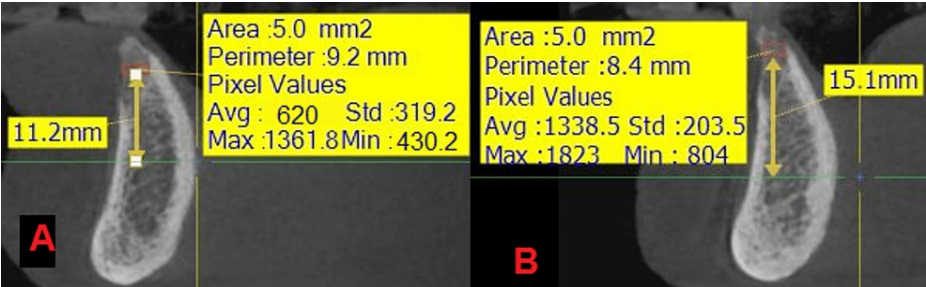 Area :5.0 mm2
Perimeter :9.2 mm
Pixel Values
Avg : 620 Std :319.2
Max :1361.8Min : 430.2
11.2mm
A
Area :5.0 mm2
Perimeter :8.4 mm
Pixel Values
Avg :1338.5 Std :203.5
Max :1823 Min : 804
15.1mm
B